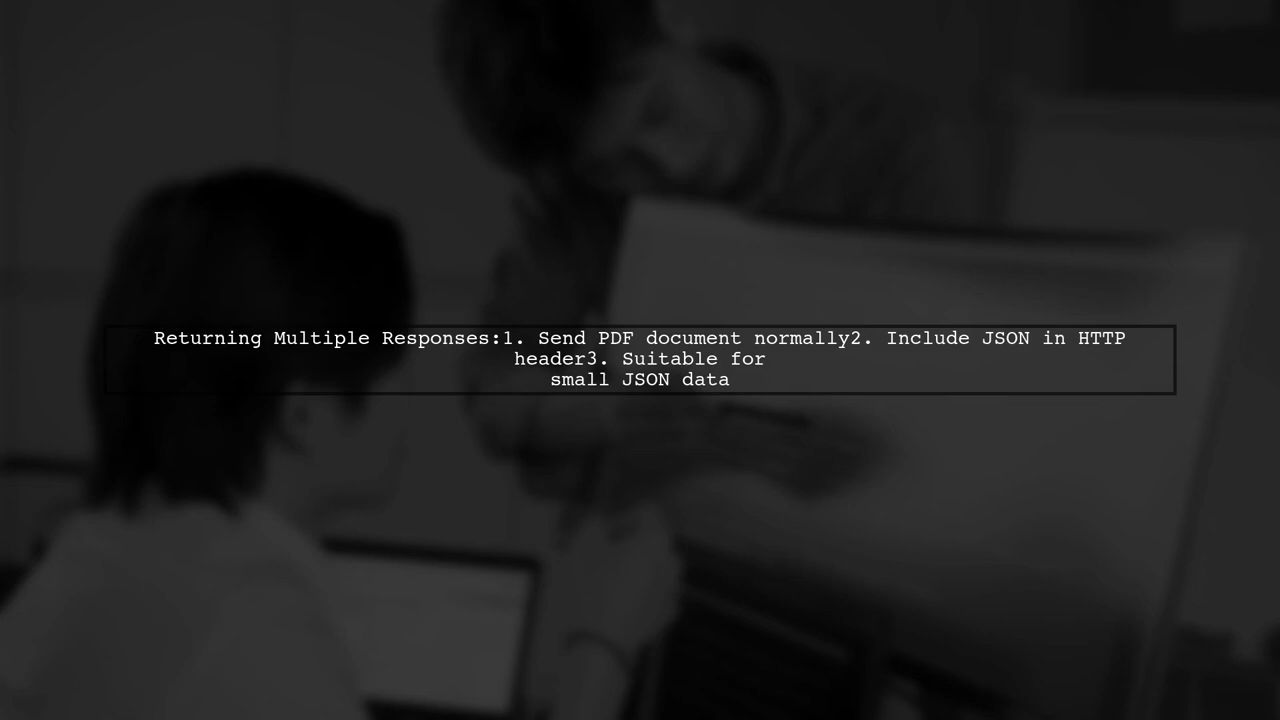 Returning Multiple Responses:1. Send PDF document normally2. Include JSON in HTTP
header3. Suitable for
small JSON data